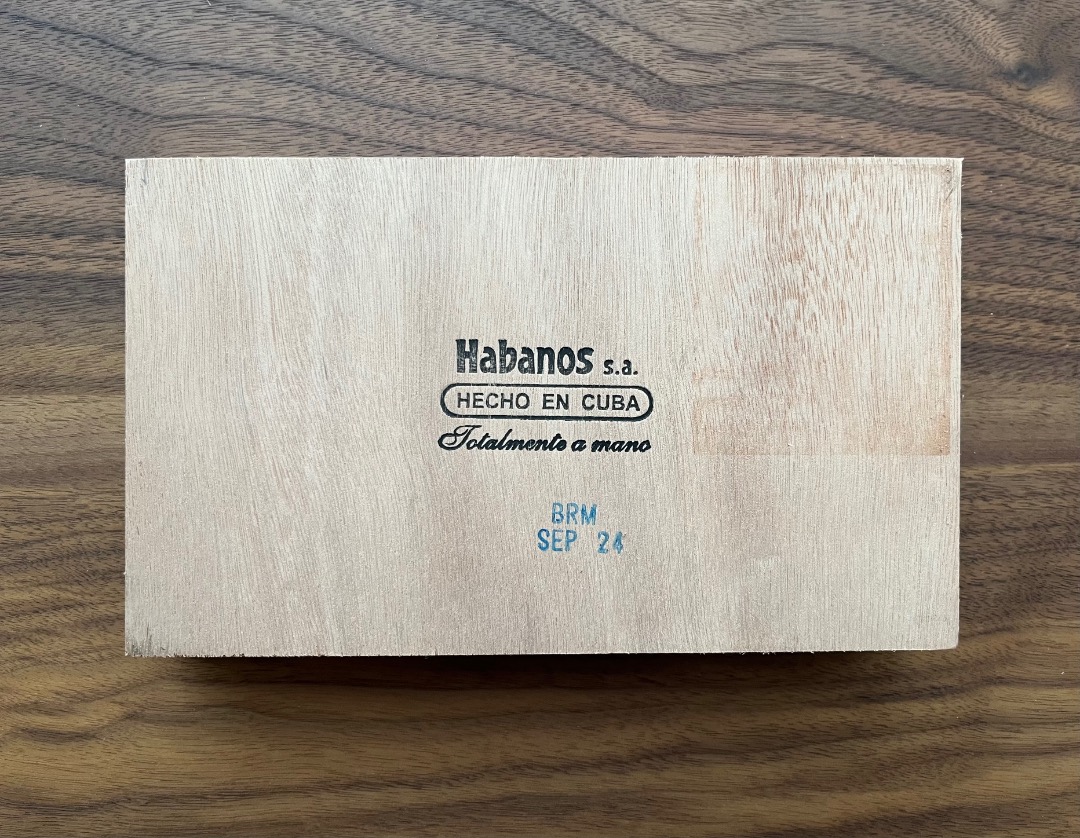 Habanos s.a.
HECHO EN CUBA
Totalmente a mano
BRM
SEP 24